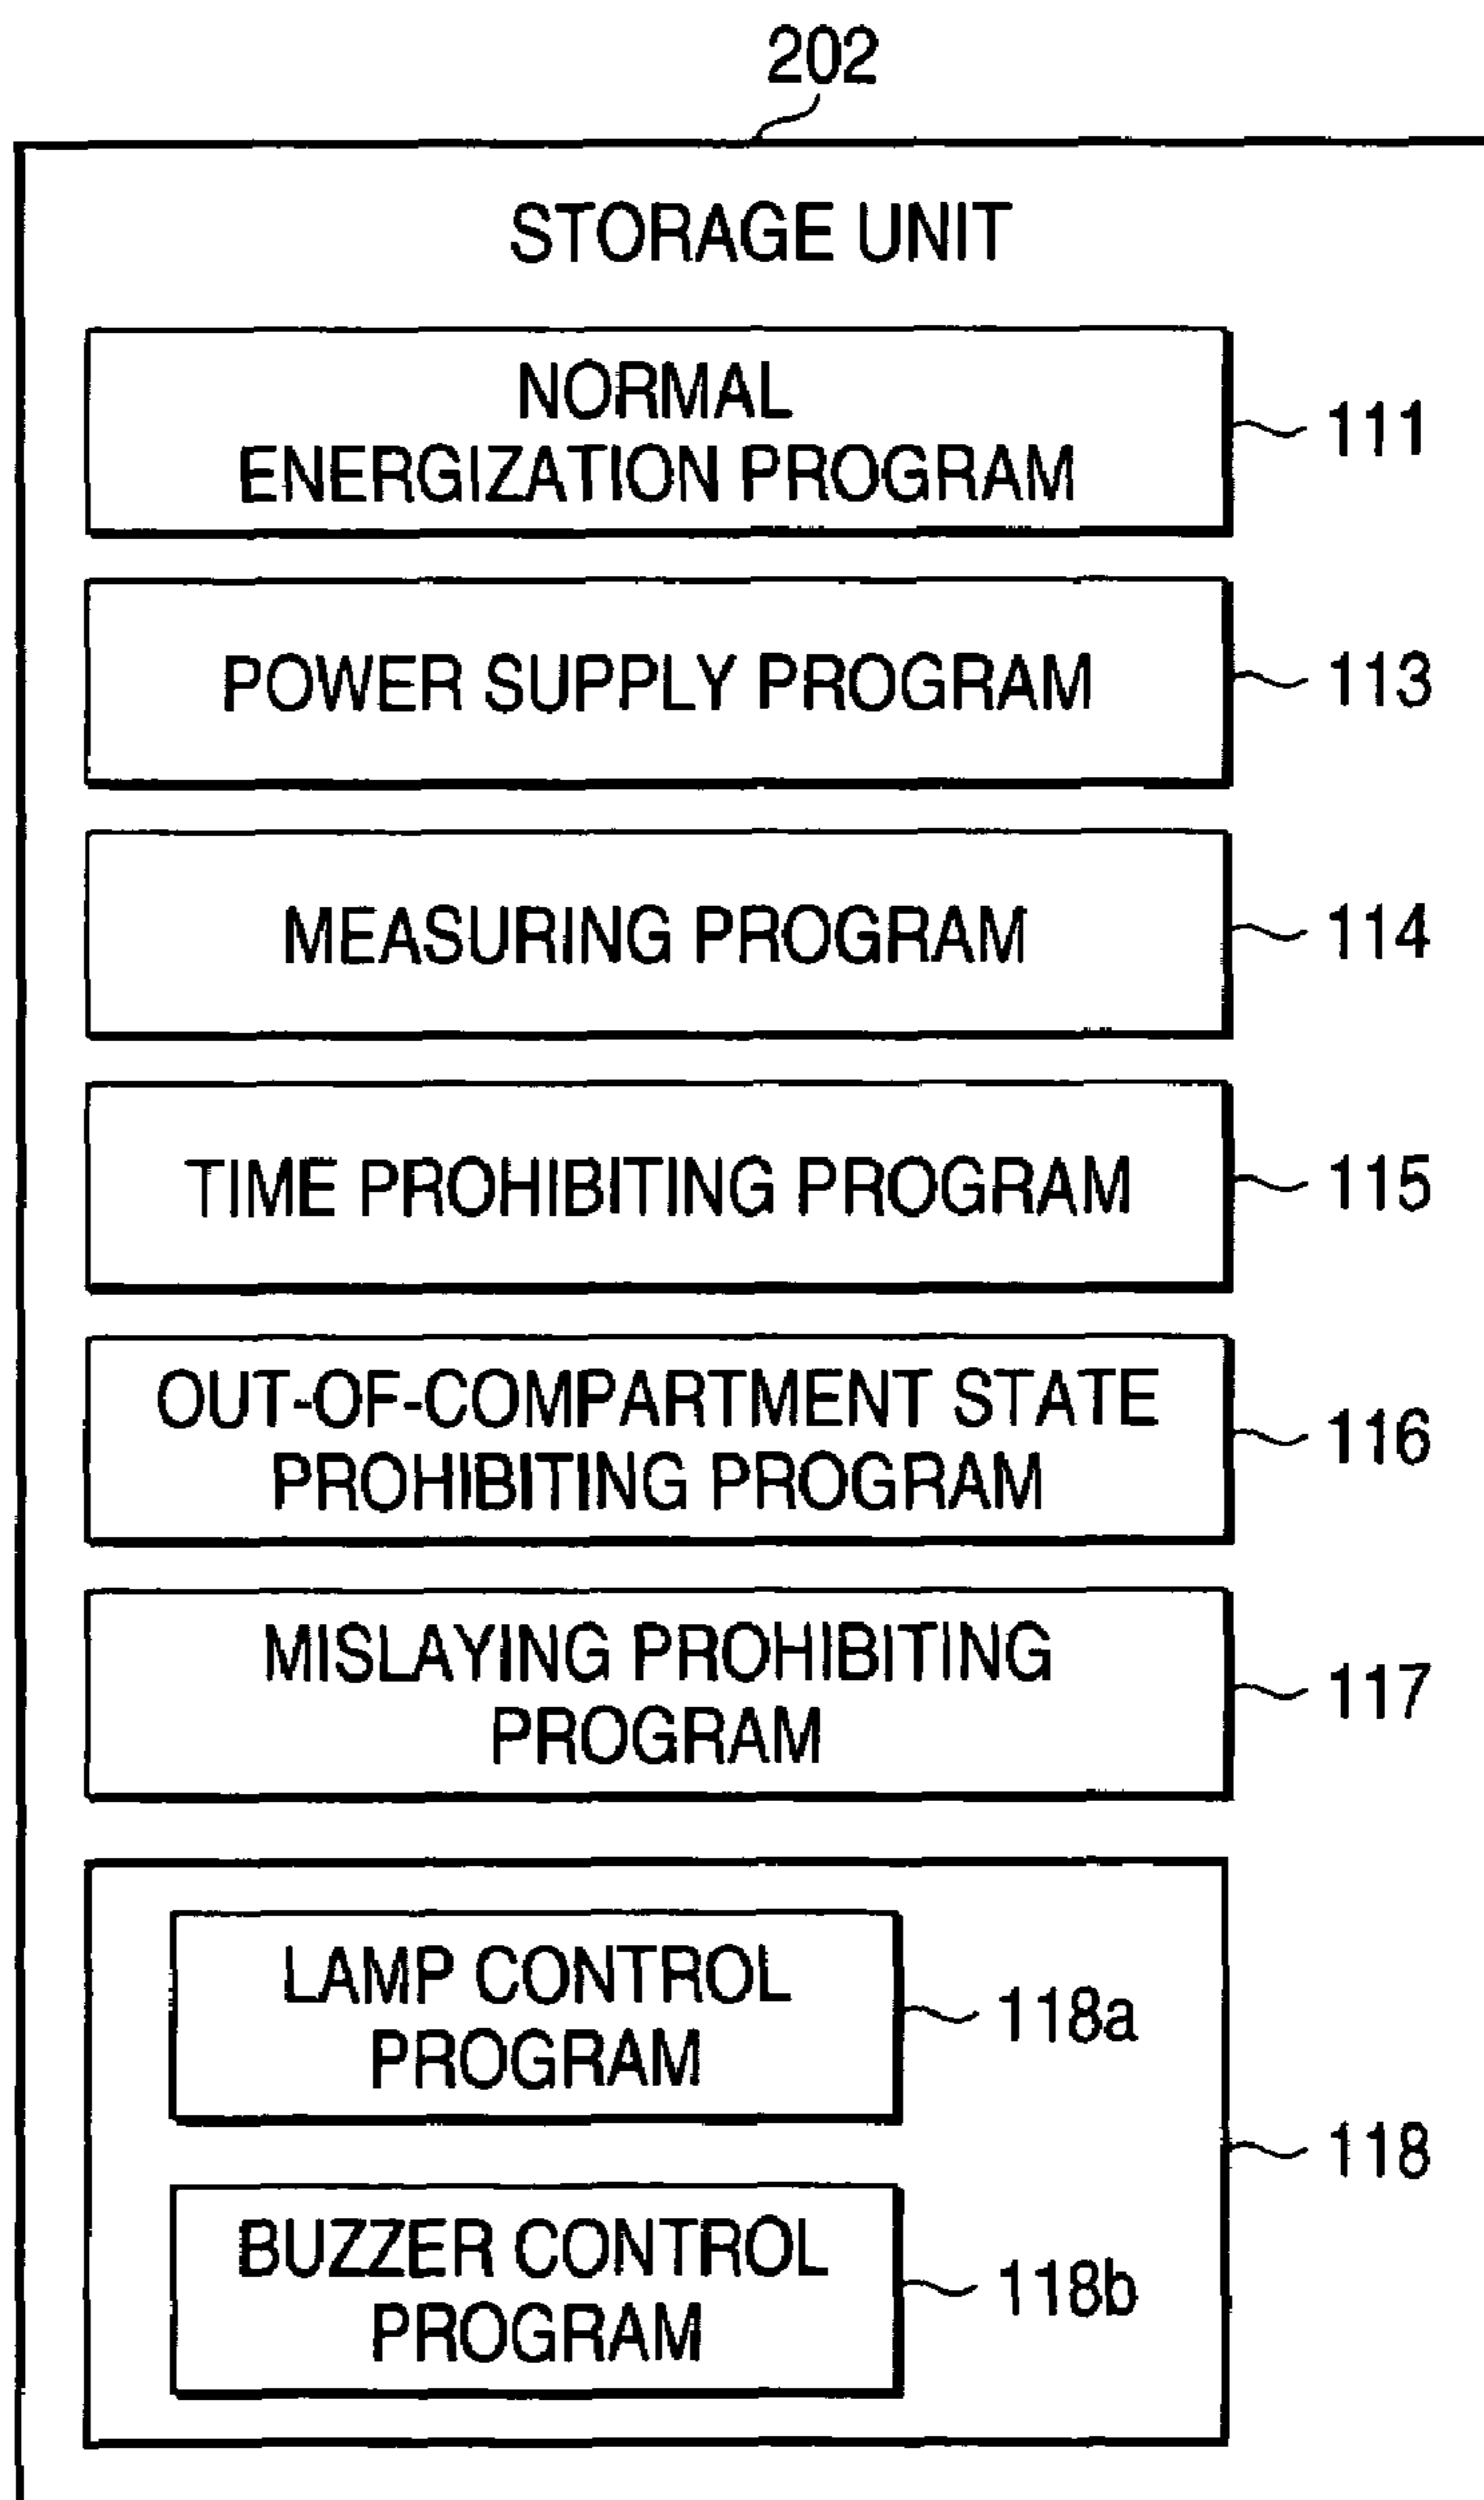 202
STORAGE UNIT
NORMAL
ENERGIZATION PROGRAM
111
POWER SUPPLY PROGRAM
113
MEASURING PROGRAM
114
TIME PROHIBITING PROGRAM
115
OUT-OF-COMPARTMENT STATE
PROHIBITING PROGRAM
116
MISLAYING PROHIBITING
PROGRAM
117
LAMP CONTROL
PROGRAM
118a
118
BUZZER CONTROL
PROGRAM
118b